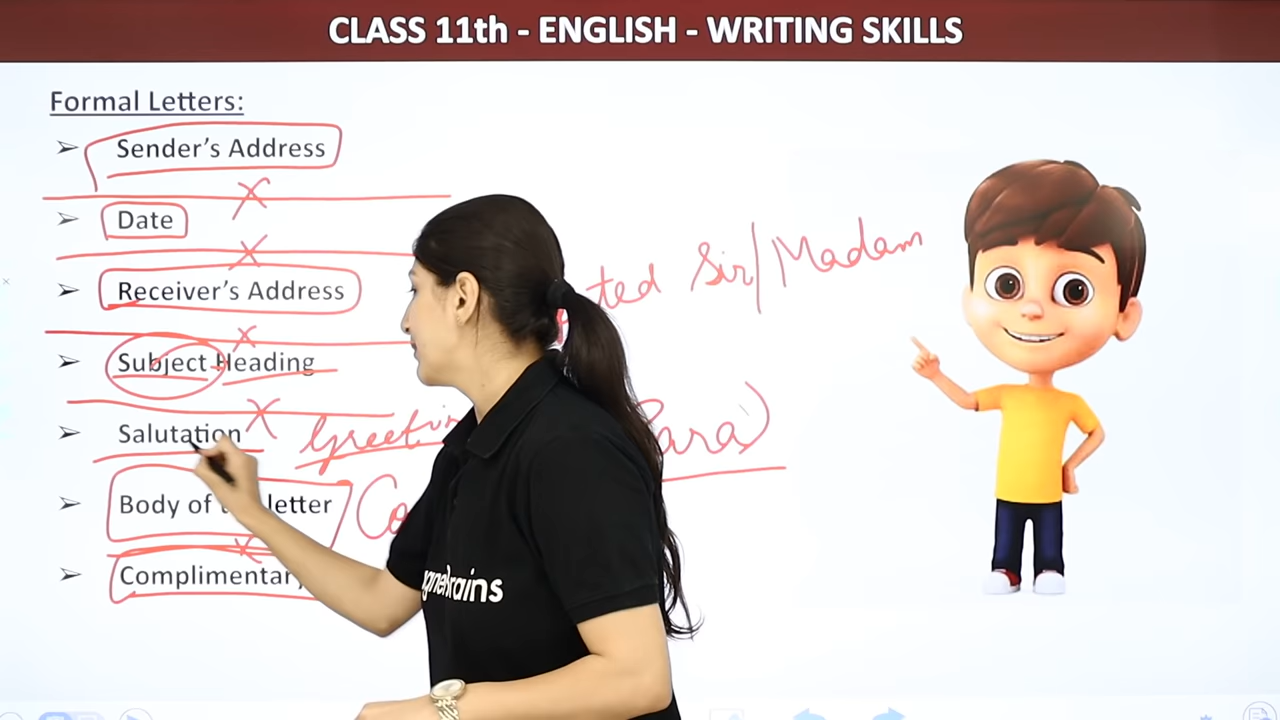 CLASS 11th - ENGLISH - WRITING SKILLS
Formal Letters:
➢ Sender's Address
➢ Date
➢ Receiver's Address
➢ Subject Heading
➢ Salutation
➢ Body of letter
➢ Complimentary
Sir/Madam